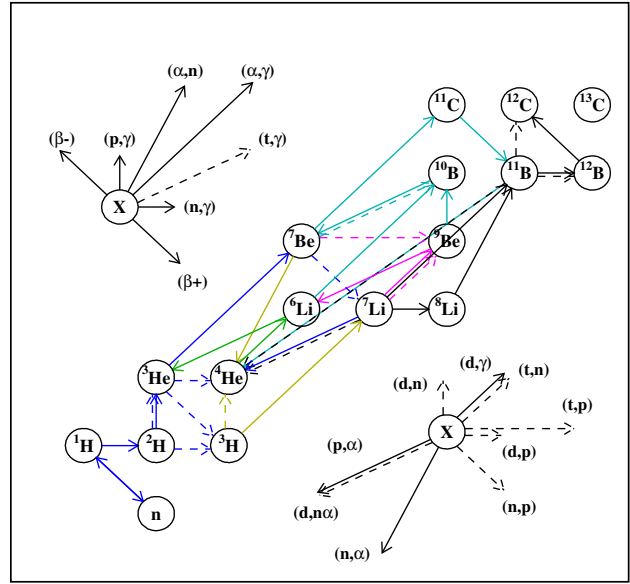 (α,n)
(α,γ)
(β-)
(p,γ)
(t,γ)
X
(n,γ)
(β+)
¹¹C
¹²C
¹³C
¹⁰B
¹¹B
¹²B
⁷Be
⁹Be
⁶Li
⁷Li
⁸Li
³He
⁴He
¹H
²H
³H
n
(d,γ)
(d,n)
(t,n)
(t,p)
X
(p,α)
(d,p)
(d,nα)
(n,p)
(n,α)